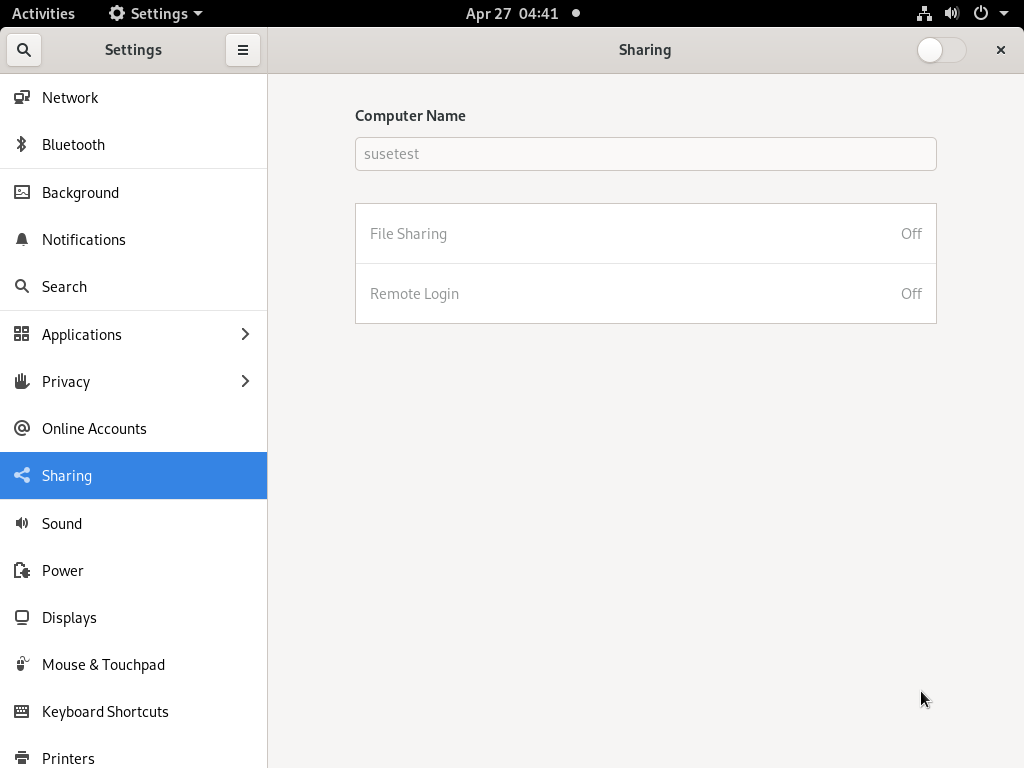 Activities Settings Apr 27 04:41
Settings Sharing
Network
Bluetooth
Background
Notifications
Search
Applications
Privacy
Online Accounts
Sharing
Sound
Power
Displays
Mouse & Touchpad
Keyboard Shortcuts
Printers
Computer Name
susetest
File Sharing Off
Remote Login Off